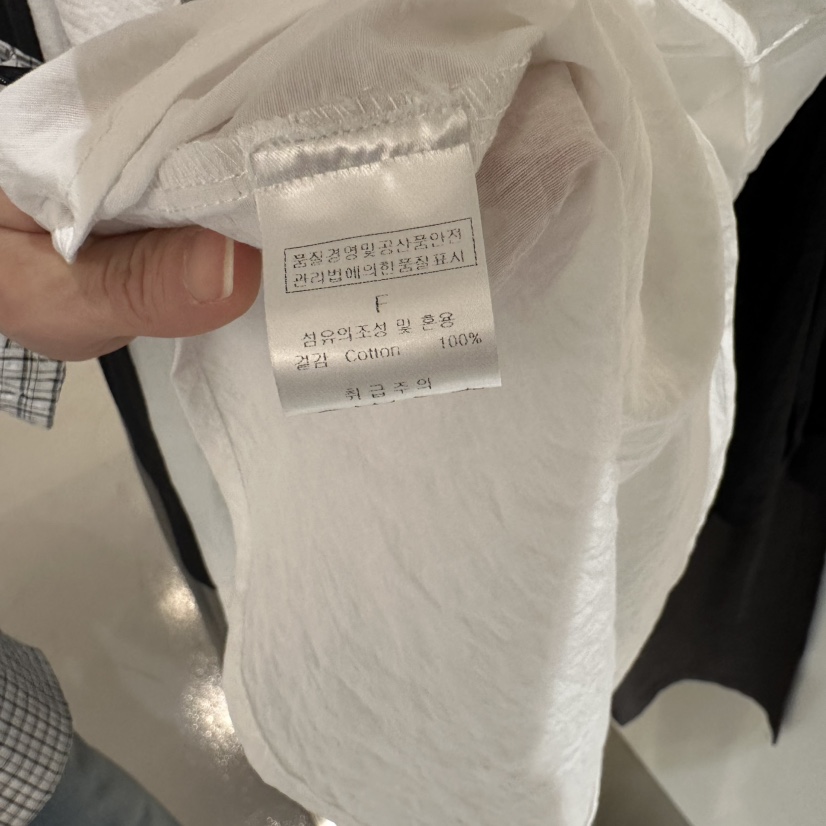 품질경영및공산품안전
관리법에의한품질표시
F
섬유의조성 및 혼용
겉감 Cotton 100%
취급주의